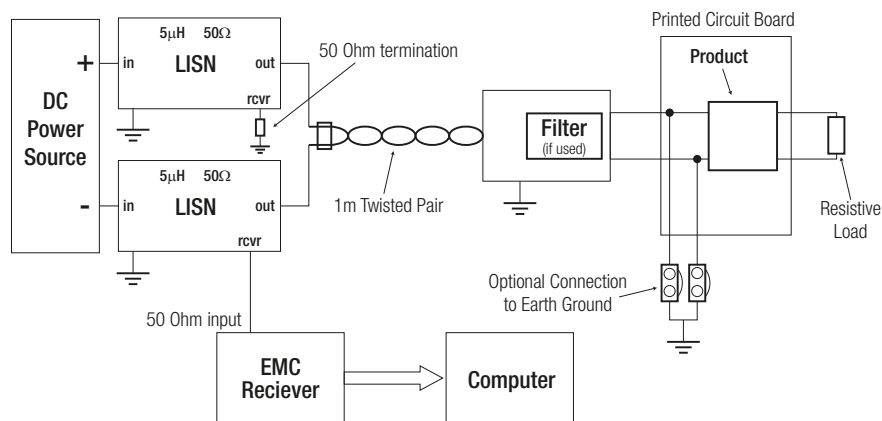 Printed Circuit Board
5μH 50Ω
LISN
in
out
rcvr
50 Ohm termination
+
DC
Power
Source
-
Product
Filter
(if used)
5μH 50Ω
LISN
in
out
rcvr
1m Twisted Pair
Resistive
Load
Optional Connection
to Earth Ground
50 Ohm input
EMC
Reciever
Computer